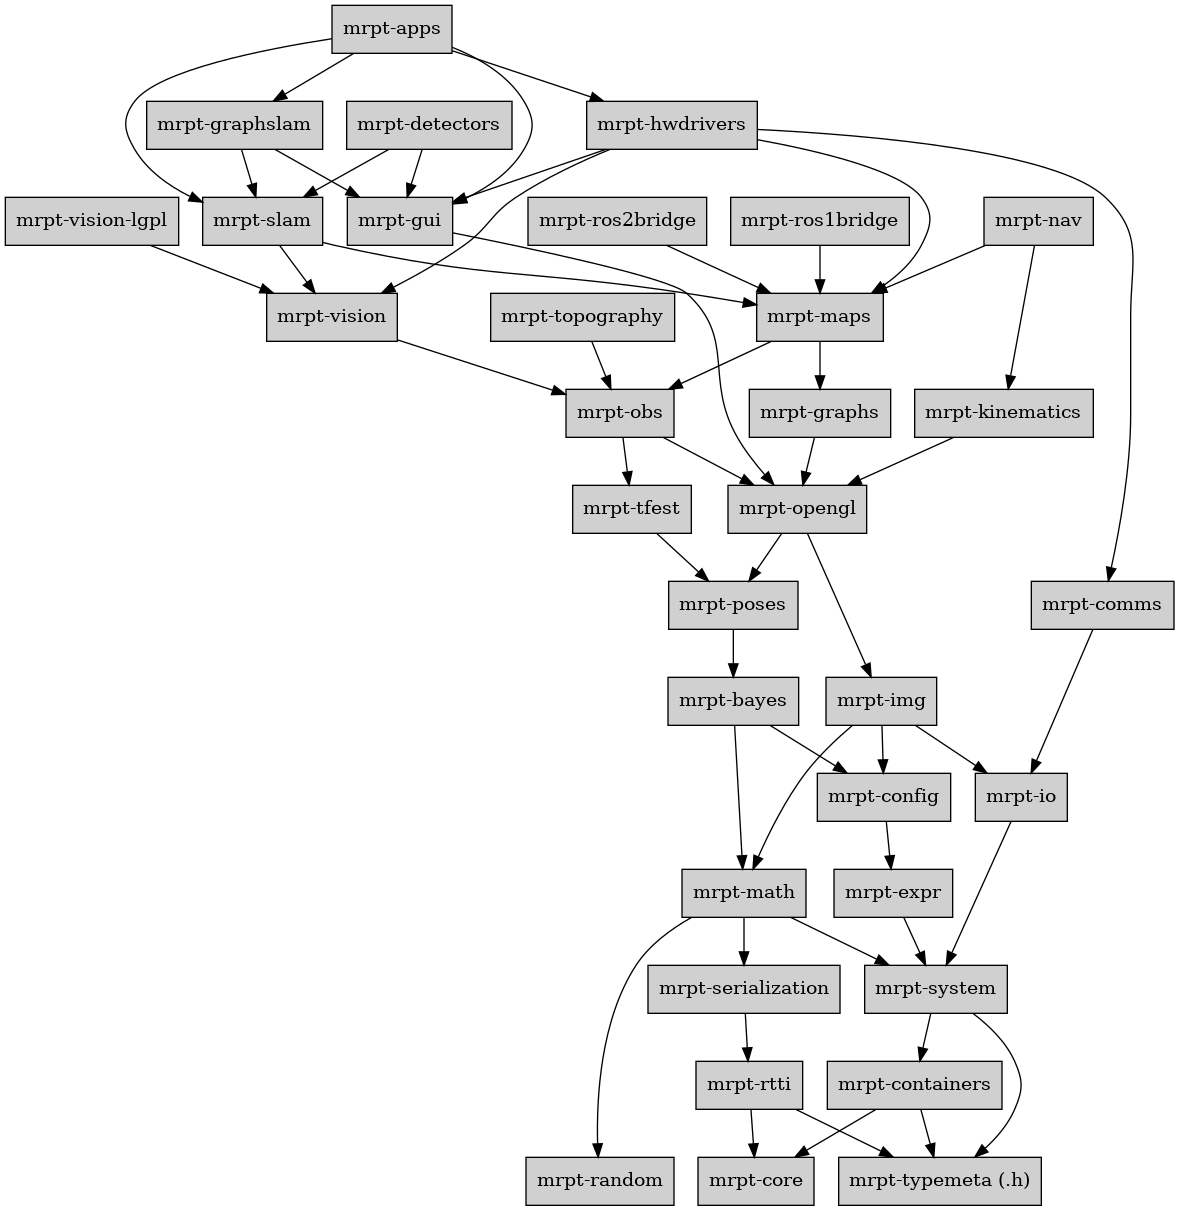 mrpt-apps
mrpt-graphslam
mrpt-detectors
mrpt-hwdrivers
mrpt-vision-lgpl
mrpt-slam
mrpt-gui
mrpt-ros2bridge
mrpt-ros1bridge
mrpt-nav
mrpt-vision
mrpt-topography
mrpt-maps
mrpt-obs
mrpt-graphs
mrpt-kinematics
mrpt-tfest
mrpt-opengl
mrpt-poses
mrpt-comms
mrpt-bayes
mrpt-img
mrpt-config
mrpt-io
mrpt-math
mrpt-expr
mrpt-serialization
mrpt-system
mrpt-rtti
mrpt-containers
mrpt-random
mrpt-core
mrpt-typemeta (.h)